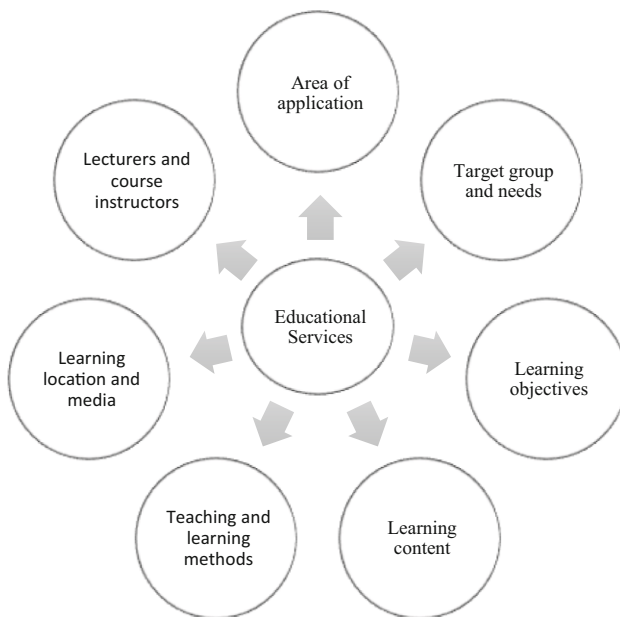 Area of
application
Lecturers and
course
instructors
Target group
and needs
Educational
Services
Learning
location and
media
Learning
objectives
Teaching and
learning
methods
Learning
content